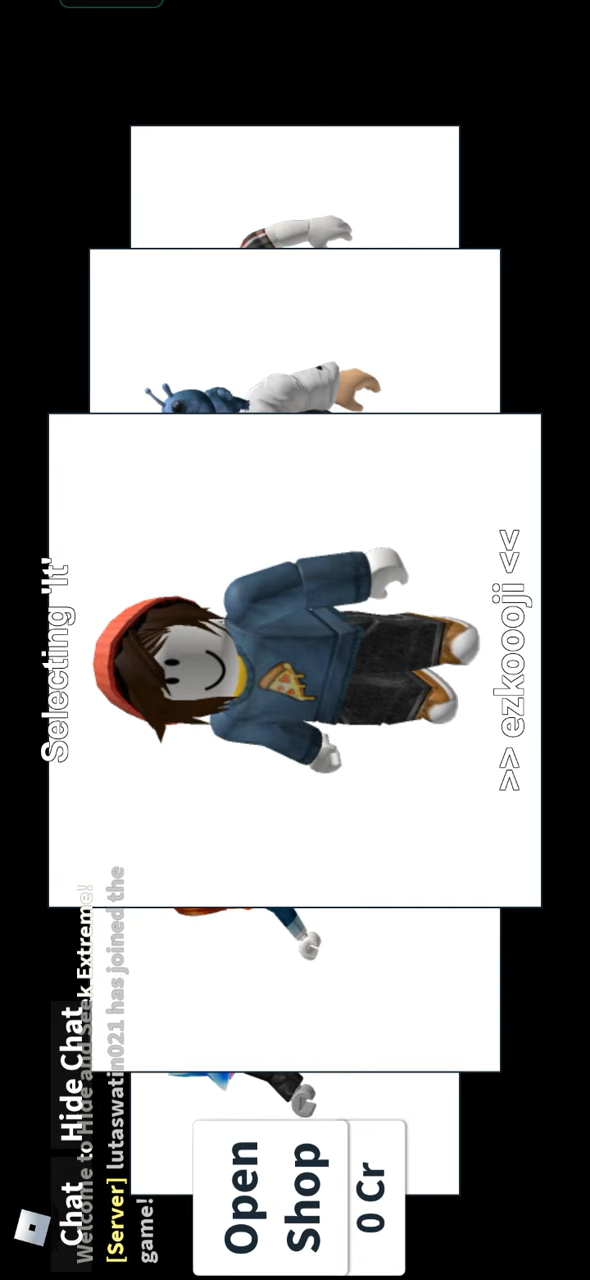 Chat
Hide Chat
Welcome to Hide and Seek Extreme!
[Server] lutaswatin021 has joined the
game!
Selecting 'It'
>> ezkoooji <<
Open
Shop
0 Cr